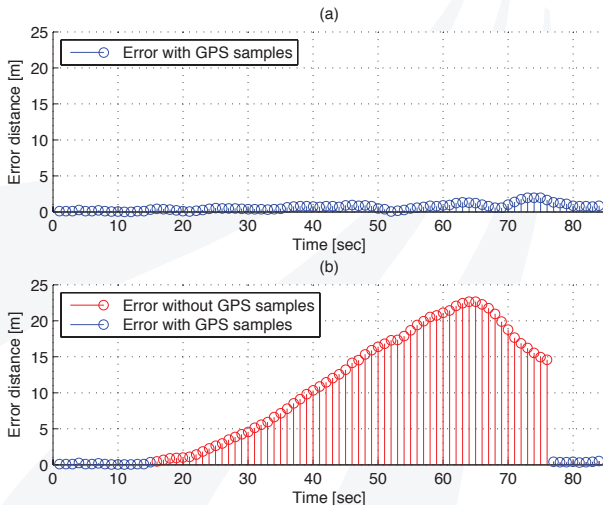 (a)
25
20
15
10
5
0
Error distance [m]
Error with GPS samples
0 10 20 30 40 50 60 70 80
Time [sec]
(b)
25
20
15
10
5
0
Error distance [m]
Error without GPS samples
Error with GPS samples
0 10 20 30 40 50 60 70 80
Time [sec]